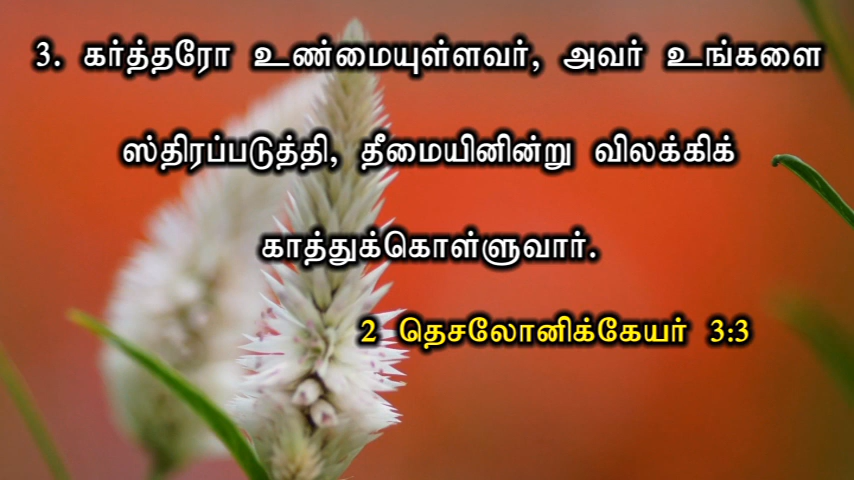 3. கர்த்தரோ உண்மையுள்ளவர், அவர் உங்களை
ஸ்திரப்படுத்தி, தீமையினின்று விலக்கிக்
காத்துக்கொள்ளுவார்.
2 தெசலோனிக்கேயர் 3:3